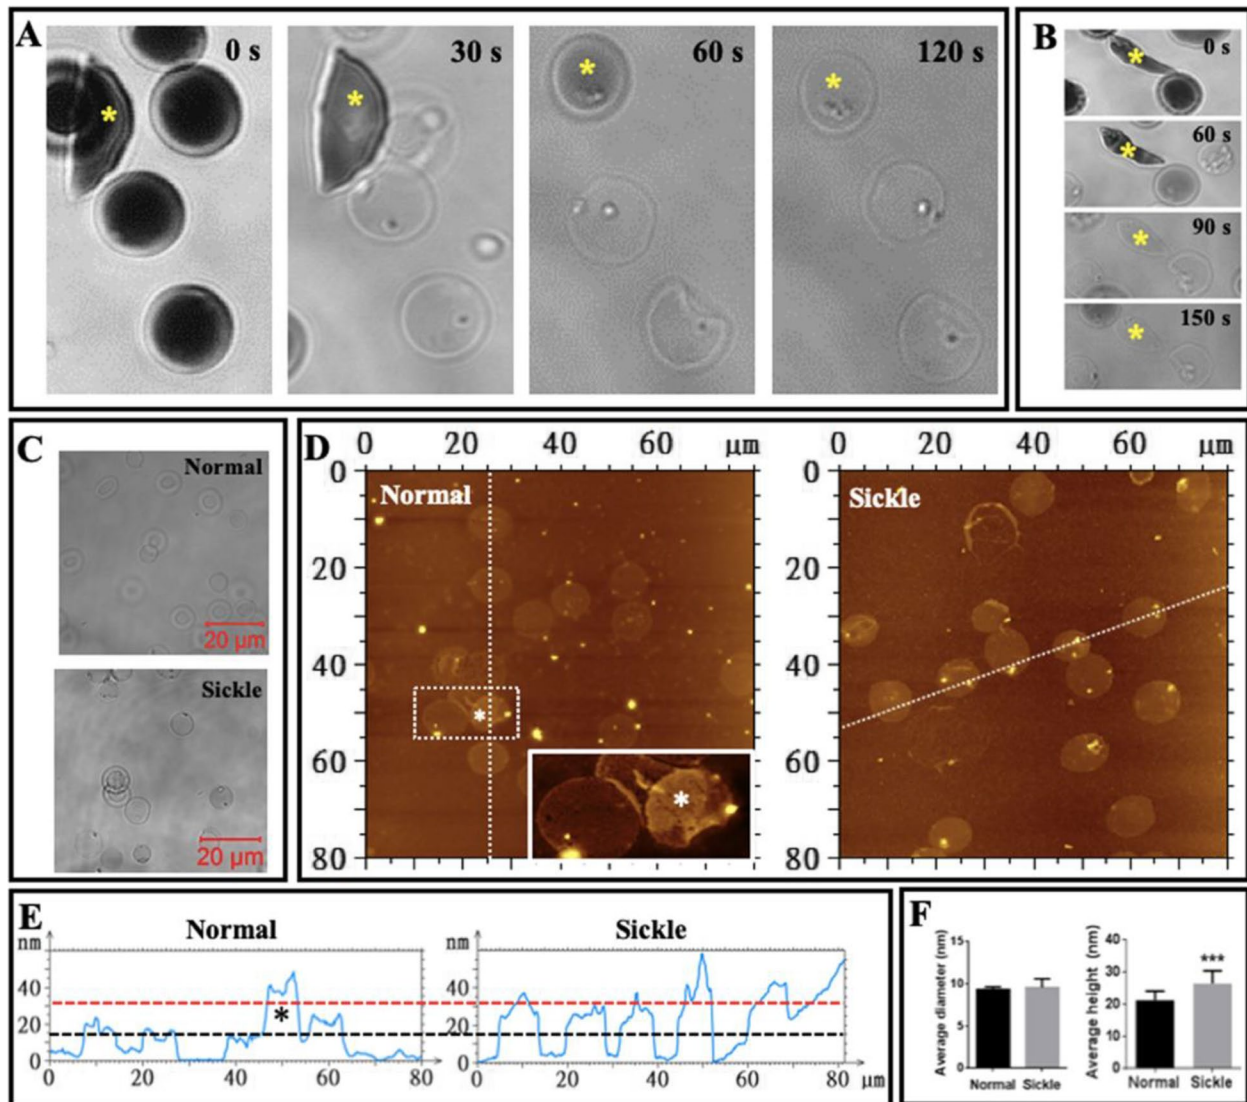 A
0 s
30 s
60 s
120 s
B
0 s
60 s
90 s
150 s
C
Normal
20 µm
Sickle
20 µm
D
0 20 40 60 µm
0 20 40 60 µm
0
20
40
60
80
Normal
*
*
0
20
40
60
80
Sickle
E
Normal
nm
40
20
0
0 20 40 60 80
*
Sickle
nm
40
20
0
0 20 40 60 80 µm
F
Average diameter (nm)
15
10
5
0
Normal Sickle
Average height (nm)
40
30
20
10
0
***
Normal Sickle